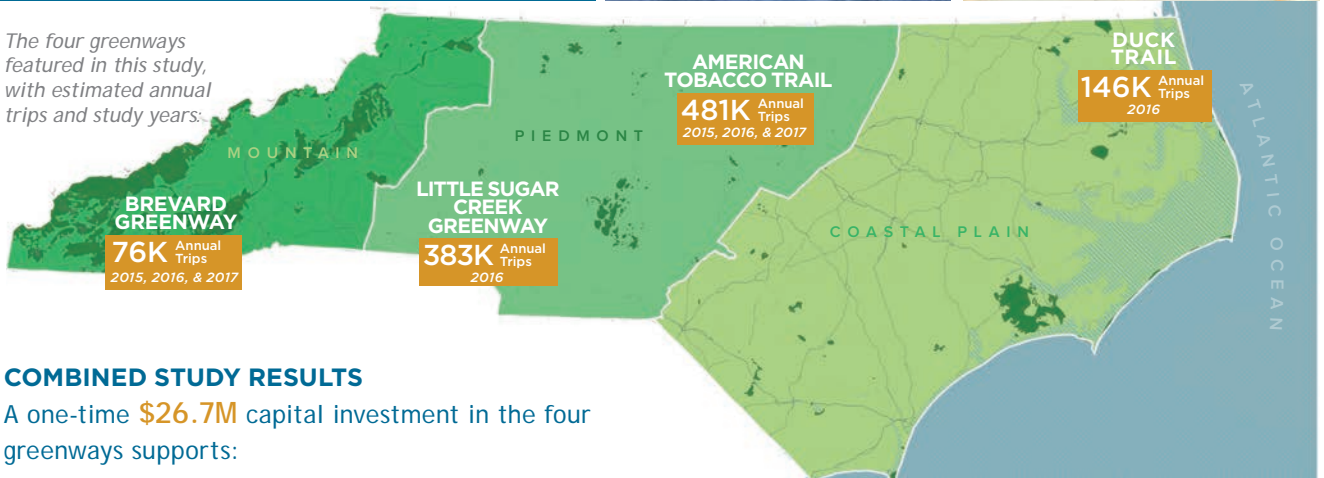 The four greenways
featured in this study,
with estimated annual
trips and study years:
MOUNTAIN
BREVARD
GREENWAY
76K Annual Trips
2015, 2016, & 2017
PIEDMONT
LITTLE SUGAR
CREEK
GREENWAY
383K Annual Trips
2016
AMERICAN
TOBACCO TRAIL
481K Annual Trips
2015, 2016, & 2017
COASTAL PLAIN
DUCK
TRAIL
146K Annual Trips
2016
ATLANTIC OCEAN
COMBINED STUDY RESULTS
A one-time $26.7M capital investment in the four
greenways supports: